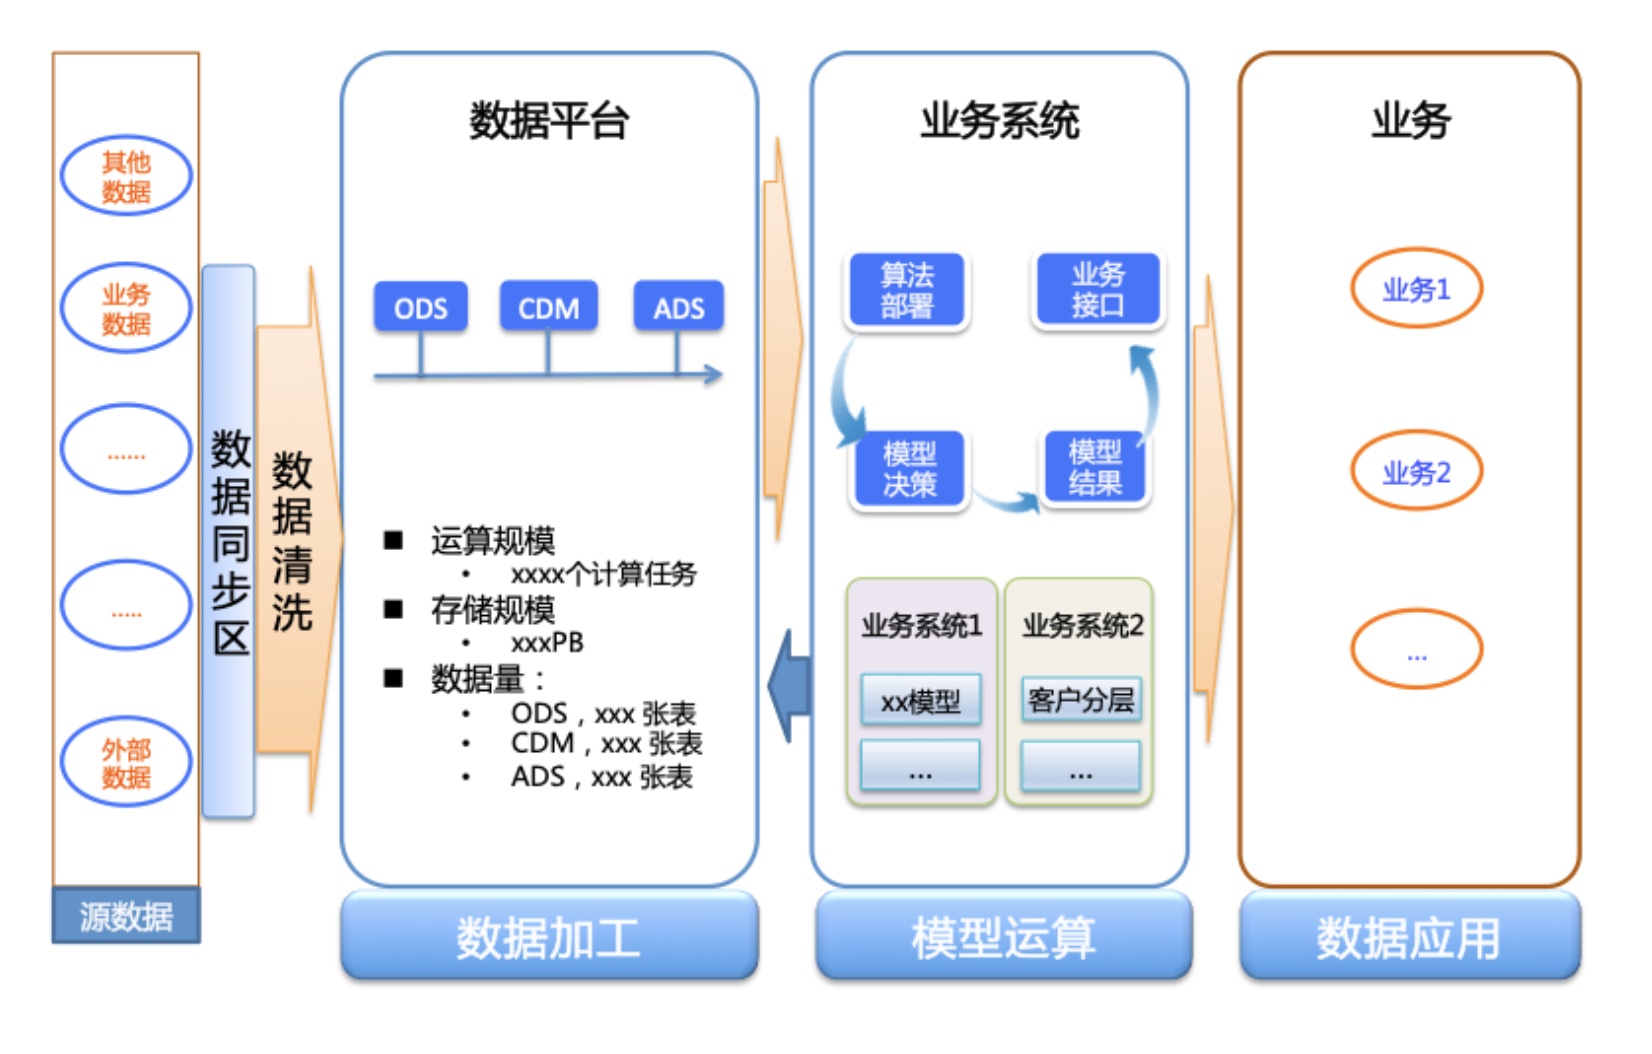 其他
数据
业务
数据
......
.....
外部
数据
源数据
数据同步区
数据清洗
数据平台
ODS
CDM
ADS
■ 运算规模
• xxxx个计算任务
■ 存储规模
• xxxPB
■ 数据量：
• ODS，xxx 张表
• CDM，xxx 张表
• ADS，xxx 张表
数据加工
业务系统
算法
部署
业务
接口
模型
决策
模型
结果
业务系统1
xx模型
...
业务系统2
客户分层
...
模型运算
业务
业务1
业务2
...
数据应用